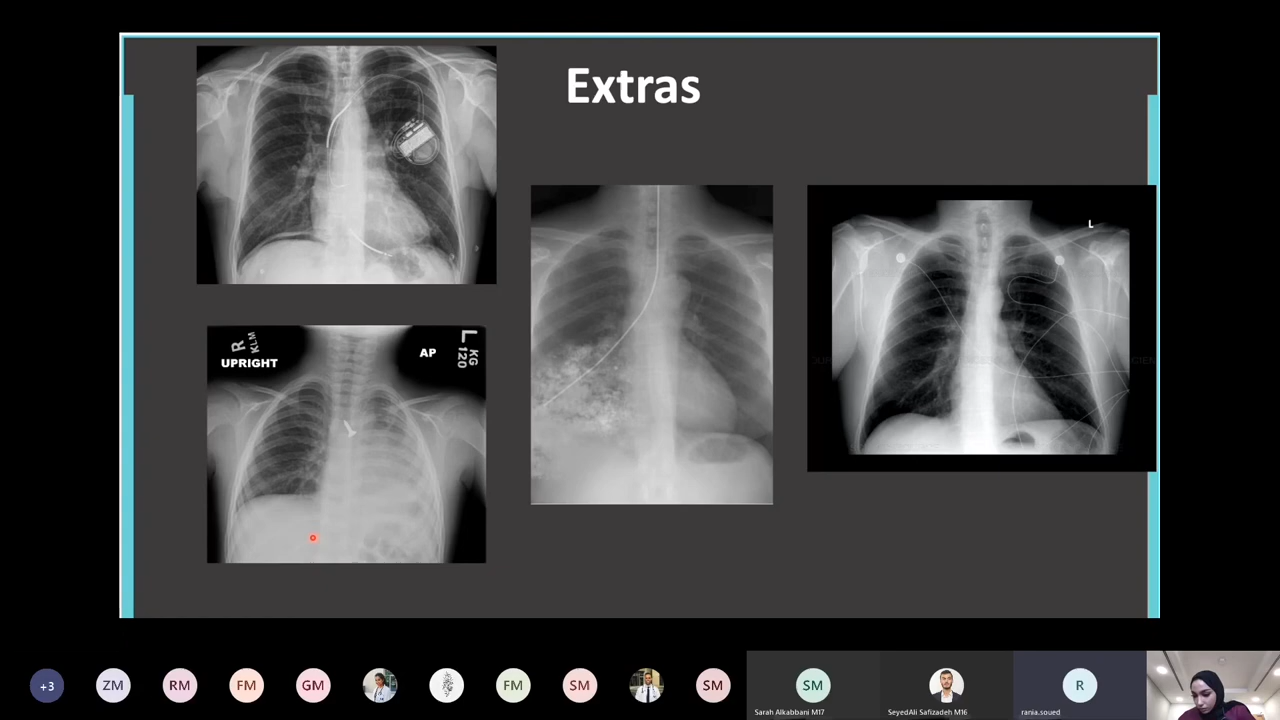 Extras
L
R
KLM
UPRIGHT
AP
L
KG
120
+3
ZM
RM
FM
GM
FM
SM
SM
SM
R
Sarah Alkabbani M17
SeyedAli Safizadeh M16
rania.soued